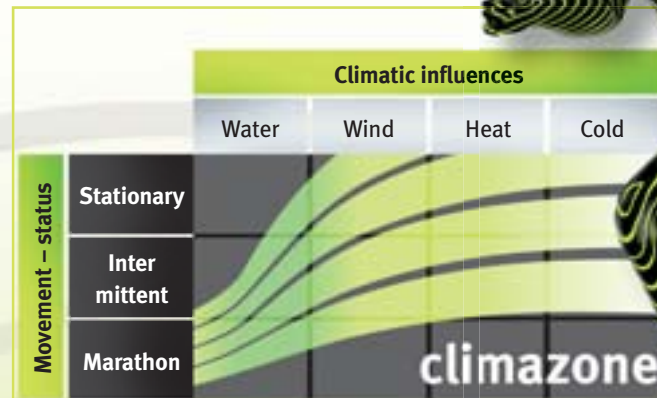 Climatic influences
Water Wind Heat Cold
Movement – status
Stationary
Inter
mittent
Marathon
climazone